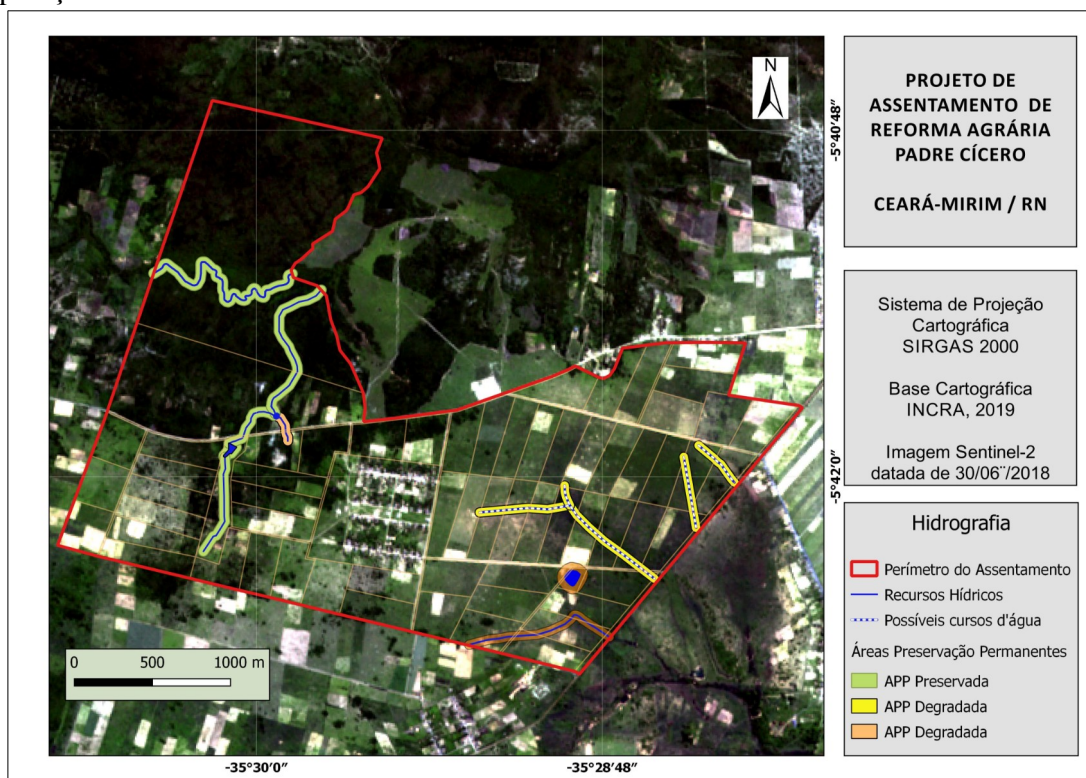 N
-5°40'48"
-5°42'0"
0 500 1000 m
-35°30'0"
-35°28'48"
PROJETO DE
ASSENTAMENTO DE
REFORMA AGRÁRIA
PADRE CÍCERO
CEARÁ-MIRIM / RN
Sistema de Projeção
Cartográfica
SIRGAS 2000
Base Cartográfica
INCRA, 2019
Imagem Sentinel-2
datada de 30/06¨/2018
Hidrografia
Perímetro do Assentamento
Recursos Hídricos
Possíveis cursos d'água
Áreas Preservação Permanentes
APP Preservada
APP Degradada
APP Degradada